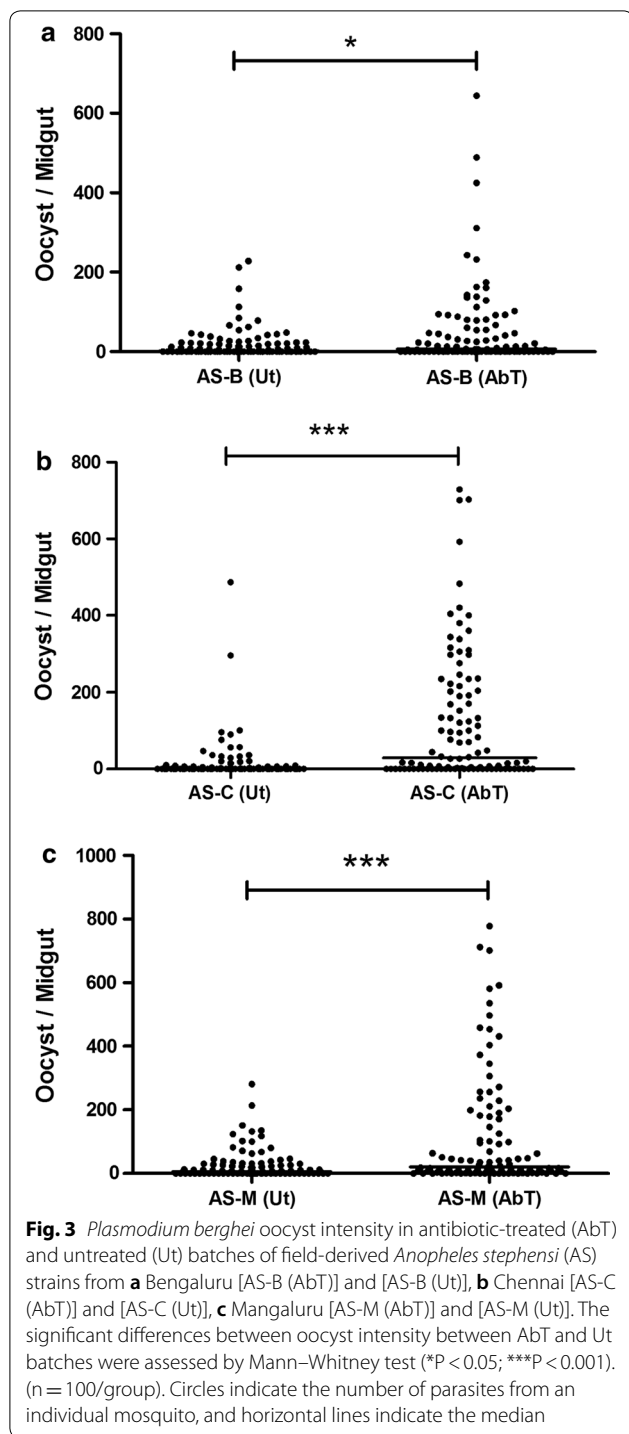 a
800
600
400
200
0
Oocyst / Midgut
*
AS-B (Ut)
AS-B (AbT)
b
800
600
400
200
0
Oocyst / Midgut
***
AS-C (Ut)
AS-C (AbT)
c
1000
800
600
400
200
0
Oocyst / Midgut
***
AS-M (Ut)
AS-M (AbT)
Fig. 3 Plasmodium berghei oocyst intensity in antibiotic-treated (AbT)
and untreated (Ut) batches of field-derived Anopheles stephensi (AS)
strains from a Bengaluru [AS-B (AbT)] and [AS-B (Ut)], b Chennai [AS-C
(AbT)] and [AS-C (Ut)], c Mangaluru [AS-M (AbT)] and [AS-M (Ut)]. The
significant differences between oocyst intensity between AbT and Ut
batches were assessed by Mann–Whitney test (*P < 0.05; ***P < 0.001).
(n = 100/group). Circles indicate the number of parasites from an
individual mosquito, and horizontal lines indicate the median